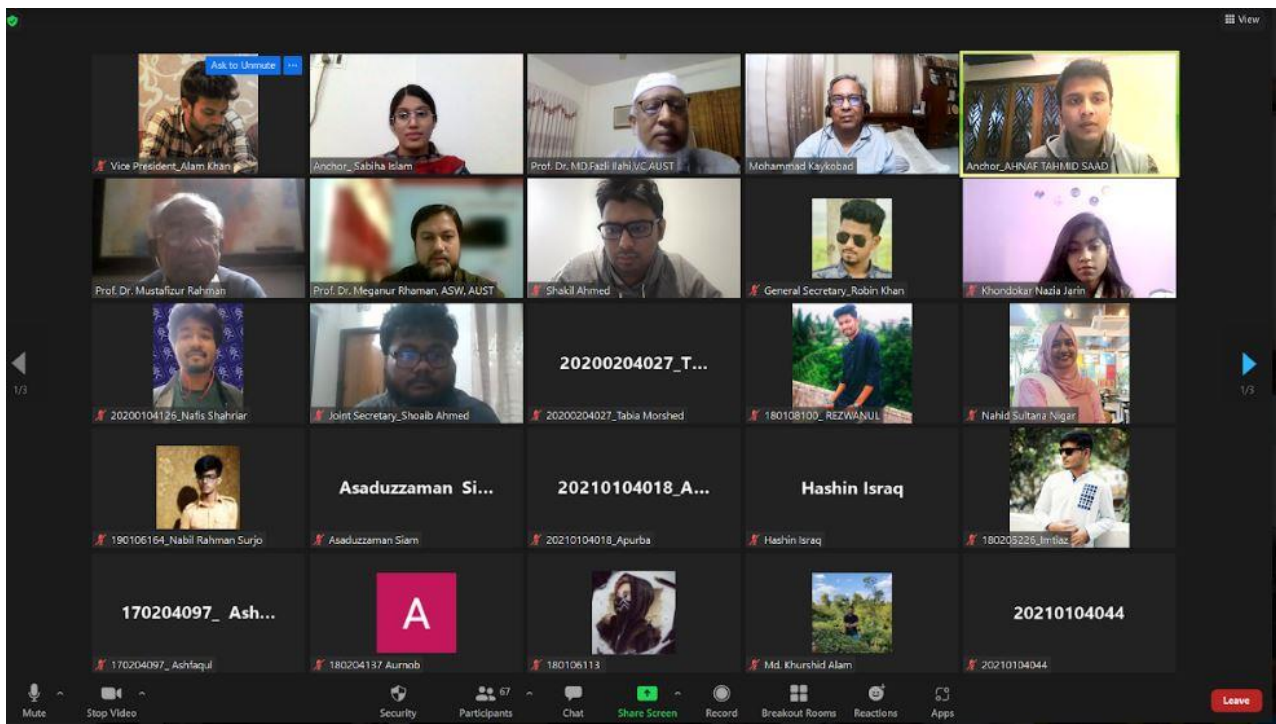 View
Ask to Unmute ...
Vice President_Alam Khan
Anchor_ Sabiha Islam
Prof. Dr. MD.Fazli Ilahi,VC,AUST
Mohammad Kaykobad
Anchor_AHNAF TAHMID SAAD
Prof. Dr. Mustafizur Rahman
Prof. Dr. Meganur Rhaman, ASW, AUST
Shakil Ahmed
General Secretary_Robin Khan
Khondokar Nazia Jarin
20200204027_T...
1/3
1/3
20200104126_Nafis Shahriar
Joint Secretary_Shoaib Ahmed
20200204027_Tabia Morshed
180108100_ REZWANUL
Nahid Sultana Nigar
Asaduzzaman Si...
20210104018_A...
Hashin Israq
190106164_Nabil Rahman Surjo
Asaduzzaman Siam
20210104018_Apurba
Hashin Israq
180205226_Imtiaz
170204097_ Ash...
A
20210104044
170204097_ Ashfaqul
180204137 Aurnob
180106113
Md. Khurshid Alam
20210104044
Mute
Stop Video
Security
Participants 67
Chat
Share Screen
Record
Breakout Rooms
Reactions
Apps
Leave